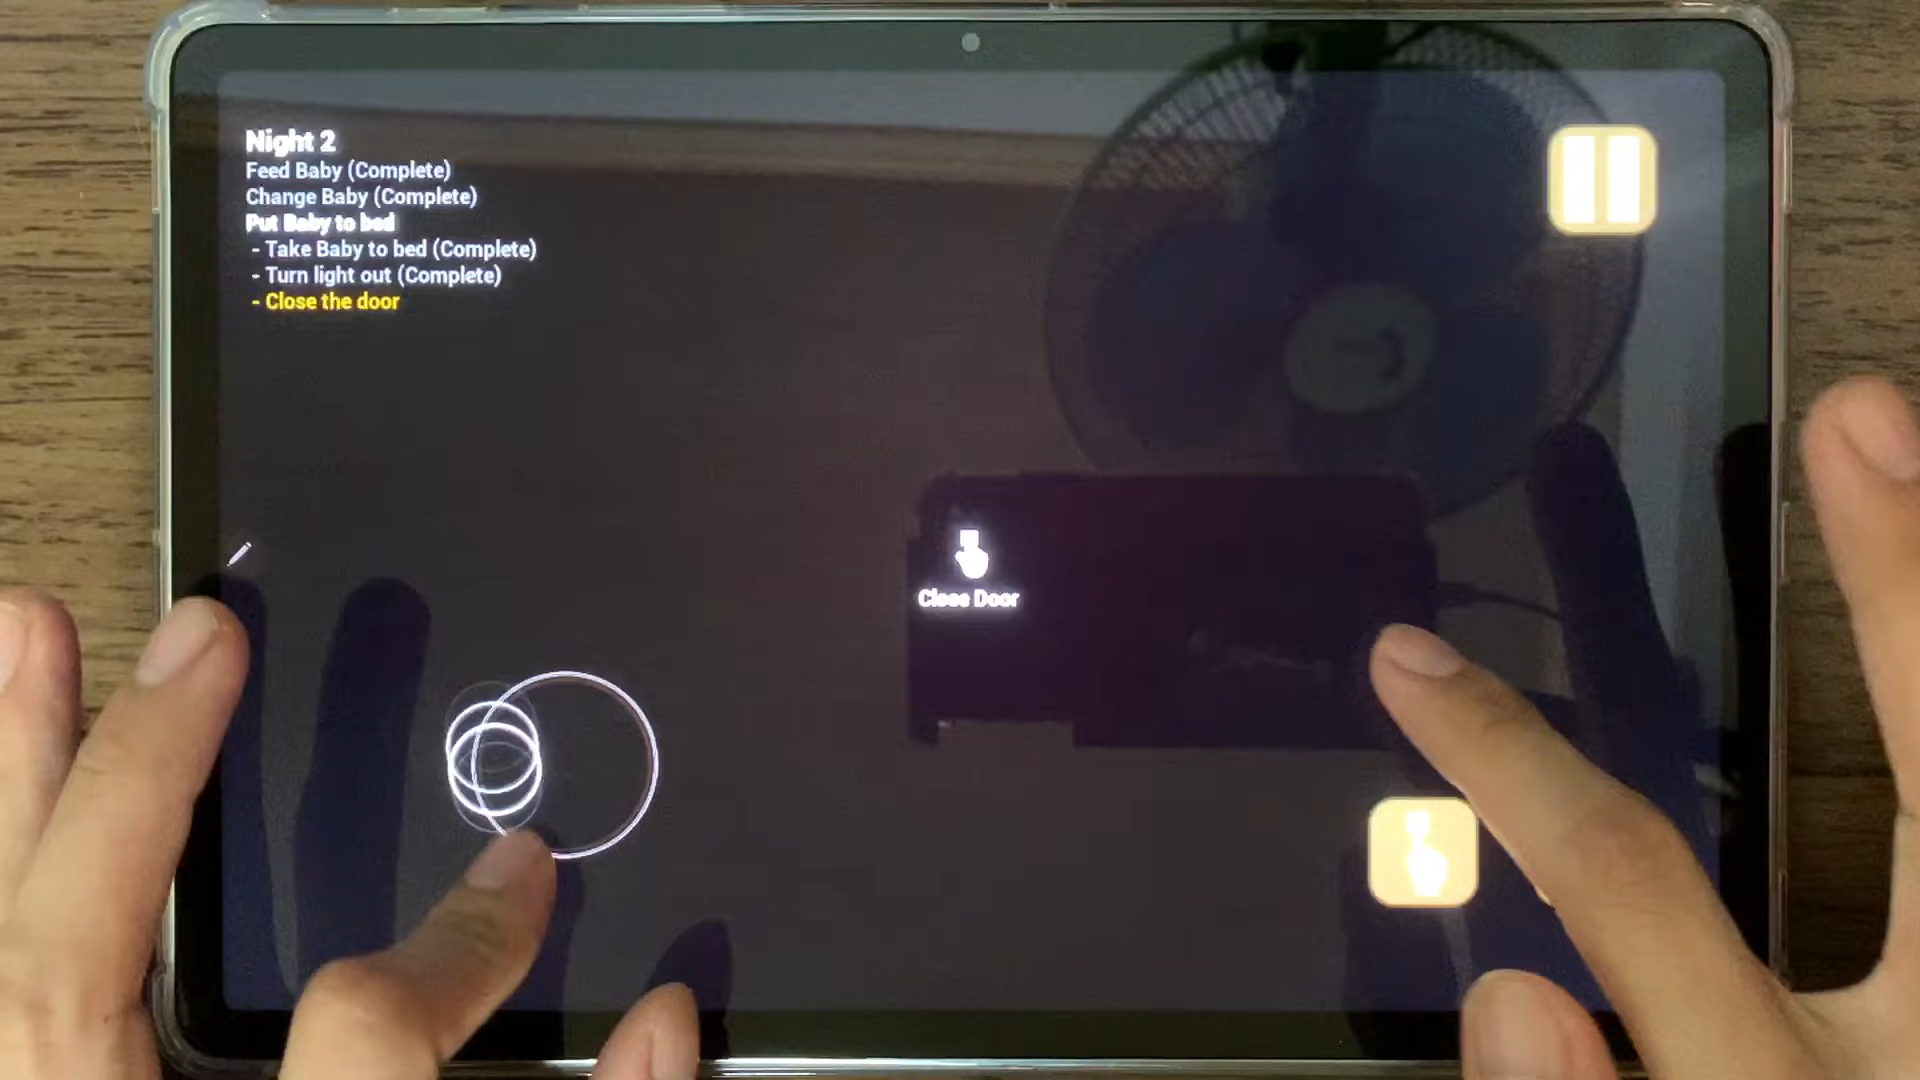 Night 2
Feed Baby (Complete)
Change Baby (Complete)
Put Baby to bed
- Take Baby to bed (Complete)
- Turn light out (Complete)
- Close the door
Close Door